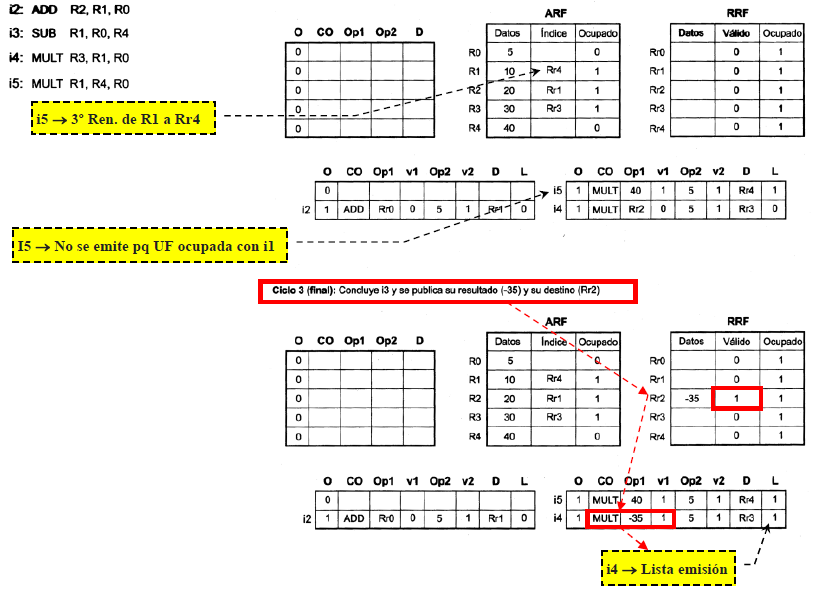 i2: ADD R2, R1, R0
i3: SUB R1, R0, R4
i4: MULT R3, R1, R0
i5: MULT R1, R4, R0
i5 → 3º Ren. de R1 a Rr4
O CO Op1 Op2 D
0
0
0
0
0
ARF
Datos Índice Ocupado
R0 5 0
R1 10 Rr4 1
R2 20 Rr1 1
R3 30 Rr3 1
R4 40 0
RRF
Datos Válido Ocupado
Rr0 0 1
Rr1 0 1
Rr2 0 1
Rr3 0 1
Rr4 0 1
O CO Op1 v1 Op2 v2 D L
0
i2 1 ADD Rr0 0 5 1 Rr1 0
O CO Op1 v1 Op2 v2 D L
i5 1 MULT 40 1 5 1 Rr4 1
i4 1 MULT Rr2 0 5 1 Rr3 0
I5 → No se emite pq UF ocupada con i1
Ciclo 3 (final): Concluye i3 y se publica su resultado (-35) y su destino (Rr2)
O CO Op1 Op2 D
0
0
0
0
0
ARF
Datos Índice Ocupado
R0 5 0
R1 10 Rr4 1
R2 20 Rr1 1
R3 30 Rr3 1
R4 40 0
RRF
Datos Válido Ocupado
Rr0 0 1
Rr1 0 1
Rr2 -35 1 1
Rr3 0 1
Rr4 0 1
O CO Op1 v1 Op2 v2 D L
0
i2 1 ADD Rr0 0 5 1 Rr1 0
O CO Op1 v1 Op2 v2 D L
i5 1 MULT 40 1 5 1 Rr4 1
i4 1 MULT -35 1 5 1 Rr3 1
i4 → Lista emisión